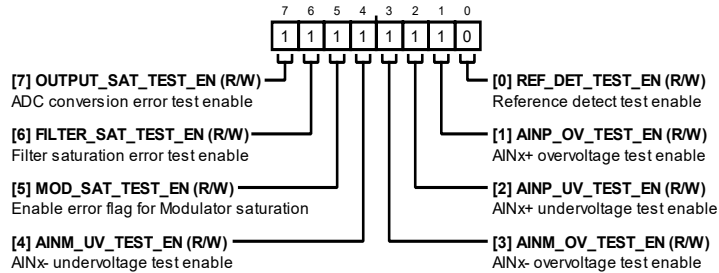 7 6 5 4 3 2 1 0
1 1 1 1 1 1 1 0
[7] OUTPUT_SAT_TEST_EN (R/W)
ADC conversion error test enable
[6] FILTER_SAT_TEST_EN (R/W)
Filter saturation error test enable
[5] MOD_SAT_TEST_EN (R/W)
Enable error flag for Modulator saturation
[4] AINM_UV_TEST_EN (R/W)
AINx- undervoltage test enable
[0] REF_DET_TEST_EN (R/W)
Reference detect test enable
[1] AINP_OV_TEST_EN (R/W)
AINx+ overvoltage test enable
[2] AINP_UV_TEST_EN (R/W)
AINx+ undervoltage test enable
[3] AINM_OV_TEST_EN (R/W)
AINx- overvoltage test enable